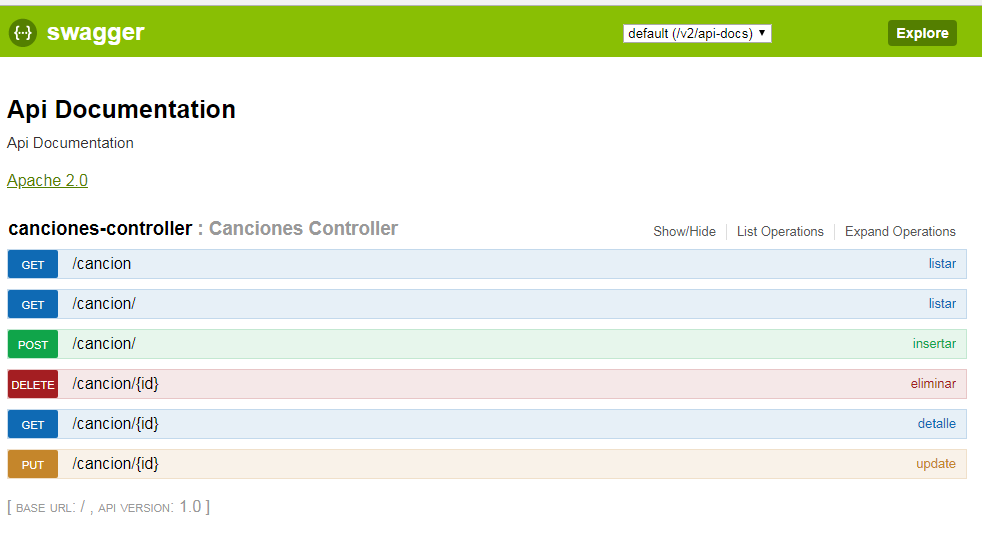 {··} swagger default (/v2/api-docs) ▼ Explore
Api Documentation
Api Documentation
Apache 2.0
canciones-controller : Canciones Controller Show/Hide List Operations Expand Operations
GET /cancion listar
GET /cancion/ listar
POST /cancion/ insertar
DELETE /cancion/{id} eliminar
GET /cancion/{id} detalle
PUT /cancion/{id} update
[ BASE URL: / , API VERSION: 1.0 ]